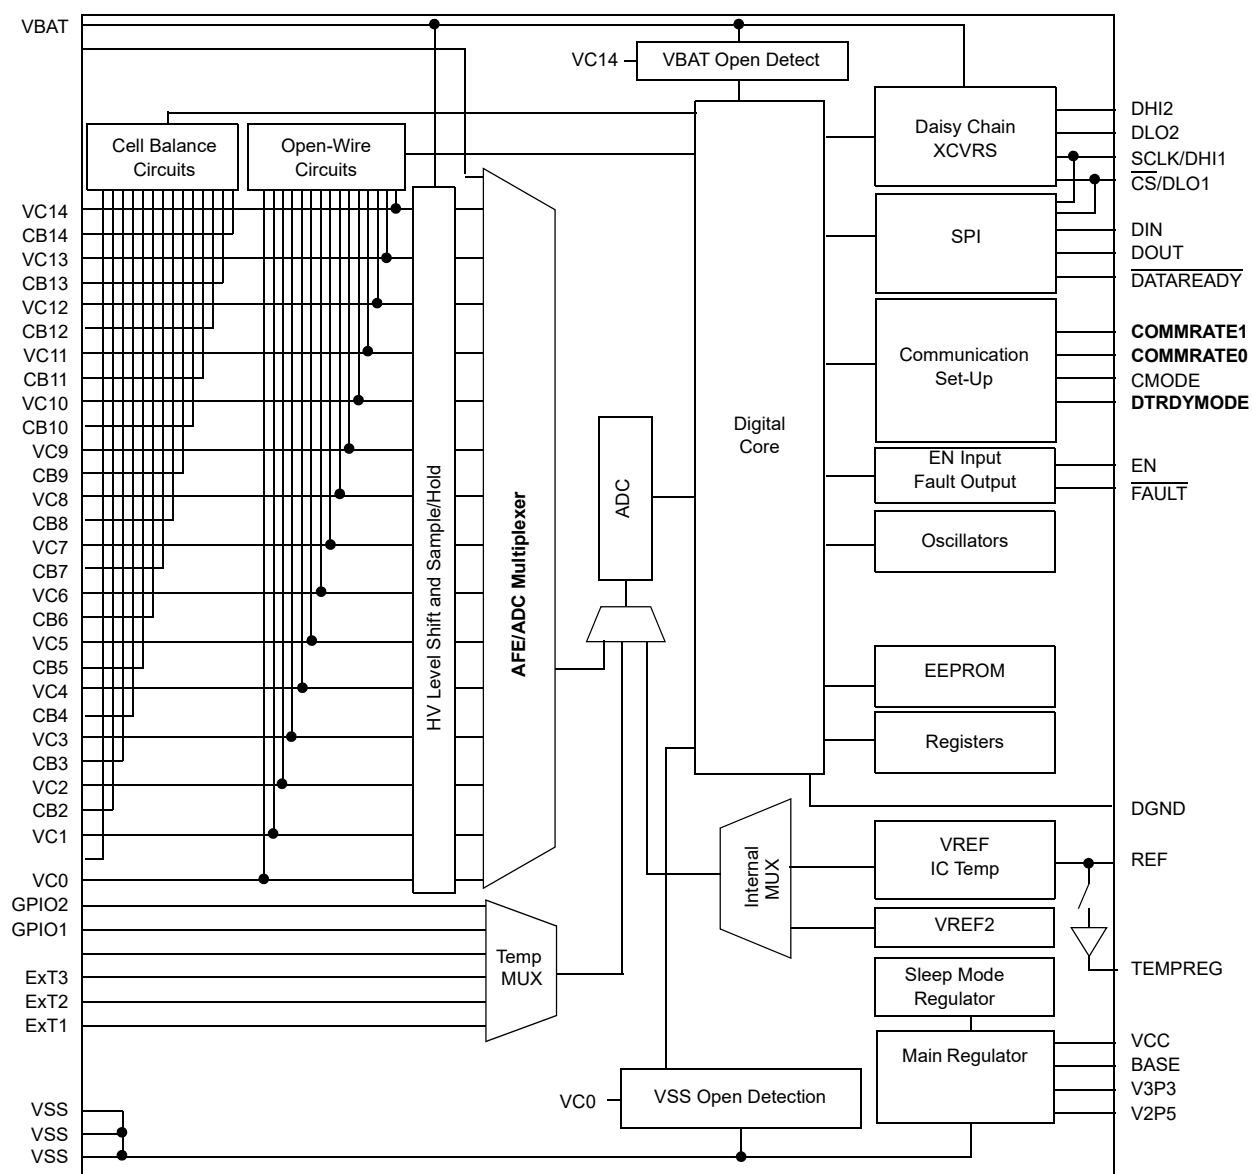 VBAT
VC14
VBAT Open Detect
Cell Balance
Circuits
Open-Wire
Circuits
VC14
CB14
VC13
CB13
VC12
CB12
VC11
CB11
VC10
CB10
VC9
CB9
VC8
CB8
VC7
CB7
VC6
CB6
VC5
CB5
VC4
CB4
VC3
CB3
VC2
CB2
VC1
VC0
GPIO2
GPIO1
ExT3
ExT2
ExT1
VSS
VSS
VSS
HV Level Shift and Sample/Hold
AFE/ADC Multiplexer
ADC
Temp
MUX
Digital
Core
Internal
MUX
VC0
VSS Open Detection
Daisy Chain
XCVRS
SPI
Communication
Set-Up
EN Input
Fault Output
Oscillators
EEPROM
Registers
VREF
IC Temp
VREF2
Sleep Mode
Regulator
Main Regulator
DHI2
DLO2
SCLK/DHI1
CS/DLO1
DIN
DOUT
DATAREADY
COMMRATE1
COMMRATE0
CMODE
DTRDYMODE
EN
FAULT
DGND
REF
TEMPREG
VCC
BASE
V3P3
V2P5